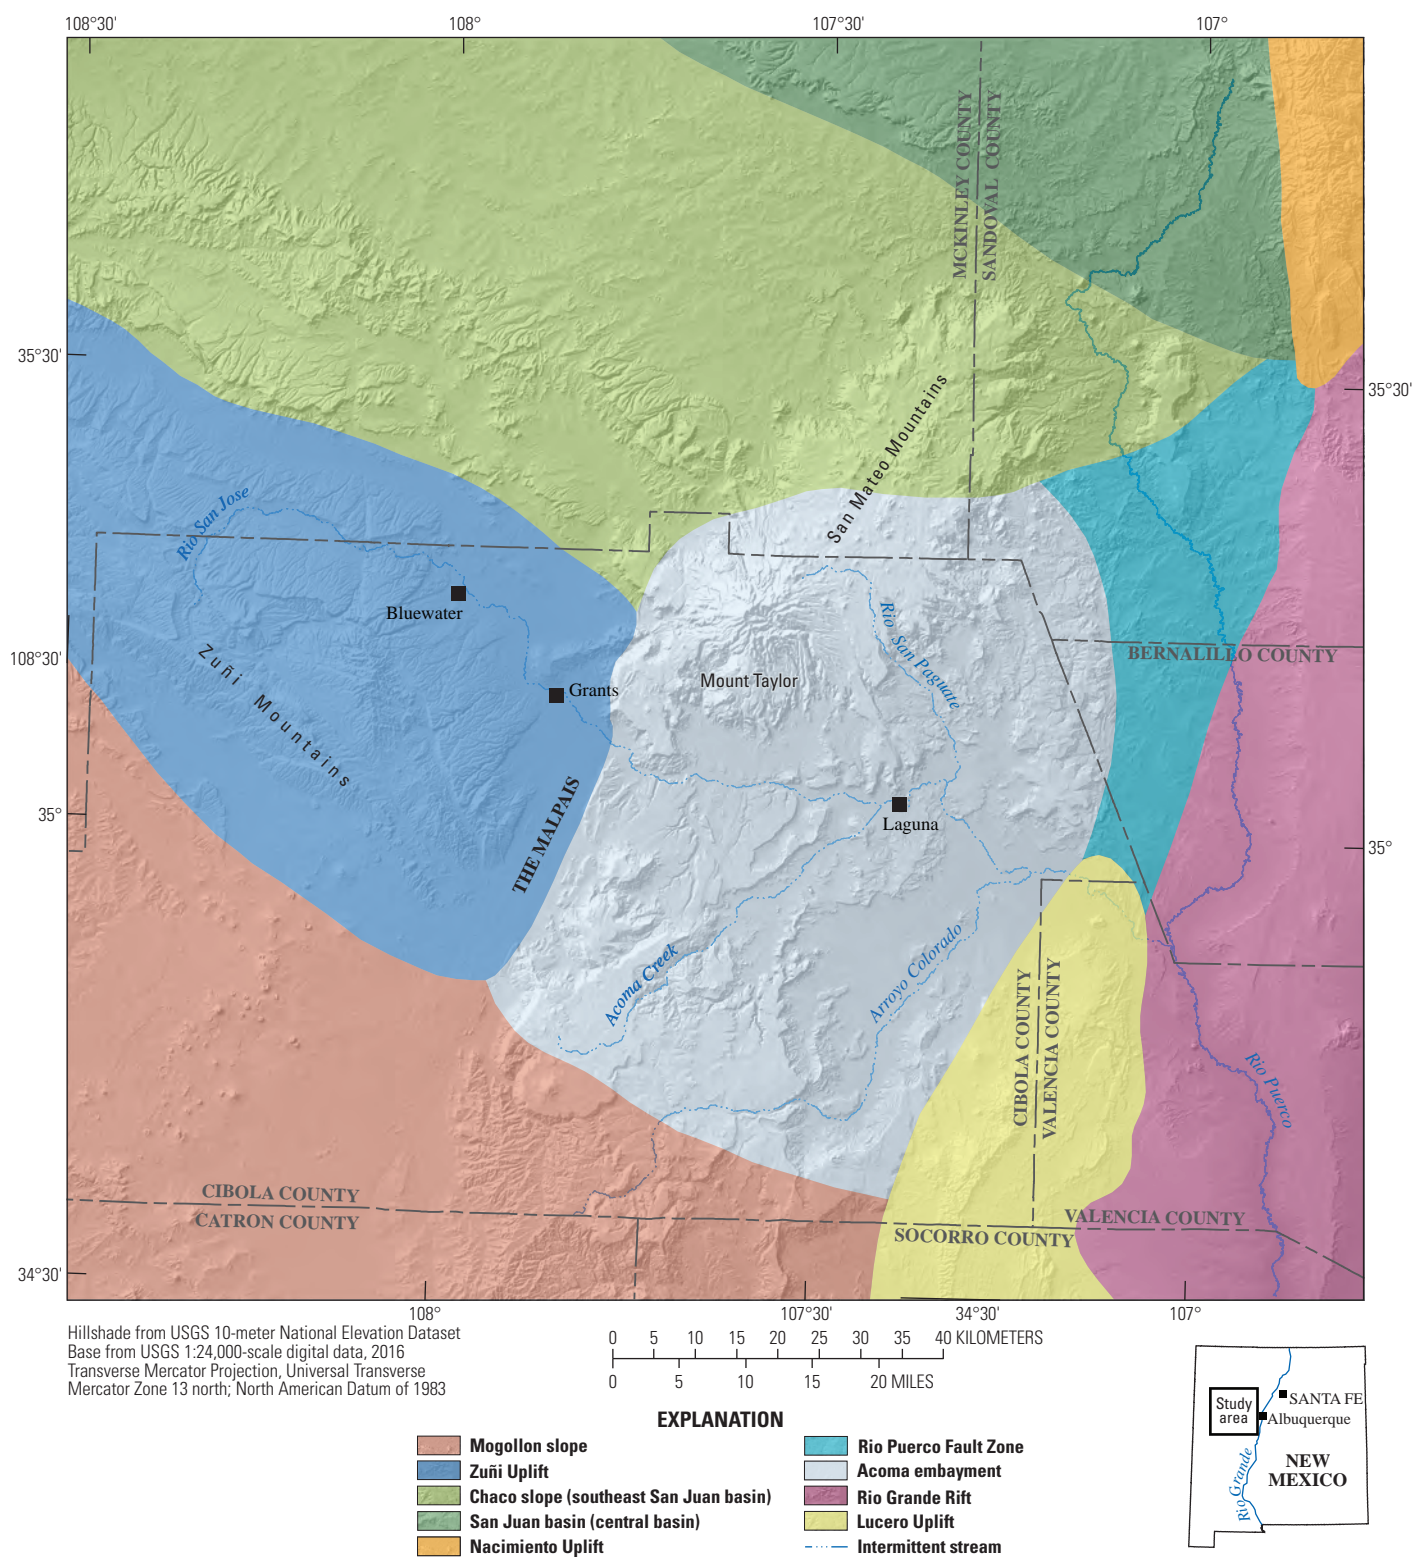 108°30'
108°
107°30'
107°
MCKINLEY COUNTY
SANDOVAL COUNTY
35°30'
35°30'
San Mateo Mountains
Rio San Jose
Bluewater
Rio San Paguate
BERNALILLO COUNTY
108°30'
Zuñi Mountains
Grants
Mount Taylor
35°
35°
THE MALPAIS
Laguna
Acoma Creek
Arroyo Colorado
CIBOLA COUNTY
VALENCIA COUNTY
Rio Puerco
CIBOLA COUNTY
CATRON COUNTY
VALENCIA COUNTY
SOCORRO COUNTY
34°30'
108°
107°30'
34°30'
107°
Hillshade from USGS 10-meter National Elevation Dataset
Base from USGS 1:24,000-scale digital data, 2016
Transverse Mercator Projection, Universal Transverse
Mercator Zone 13 north; North American Datum of 1983
0 5 10 15 20 25 30 35 40 KILOMETERS
0 5 10 15 20 MILES
EXPLANATION
Mogollon slope
Zuñi Uplift
Chaco slope (southeast San Juan basin)
San Juan basin (central basin)
Nacimiento Uplift
Rio Puerco Fault Zone
Acoma embayment
Rio Grande Rift
Lucero Uplift
Intermittent stream
Study
area
SANTA FE
Albuquerque
Rio Grande
NEW
MEXICO